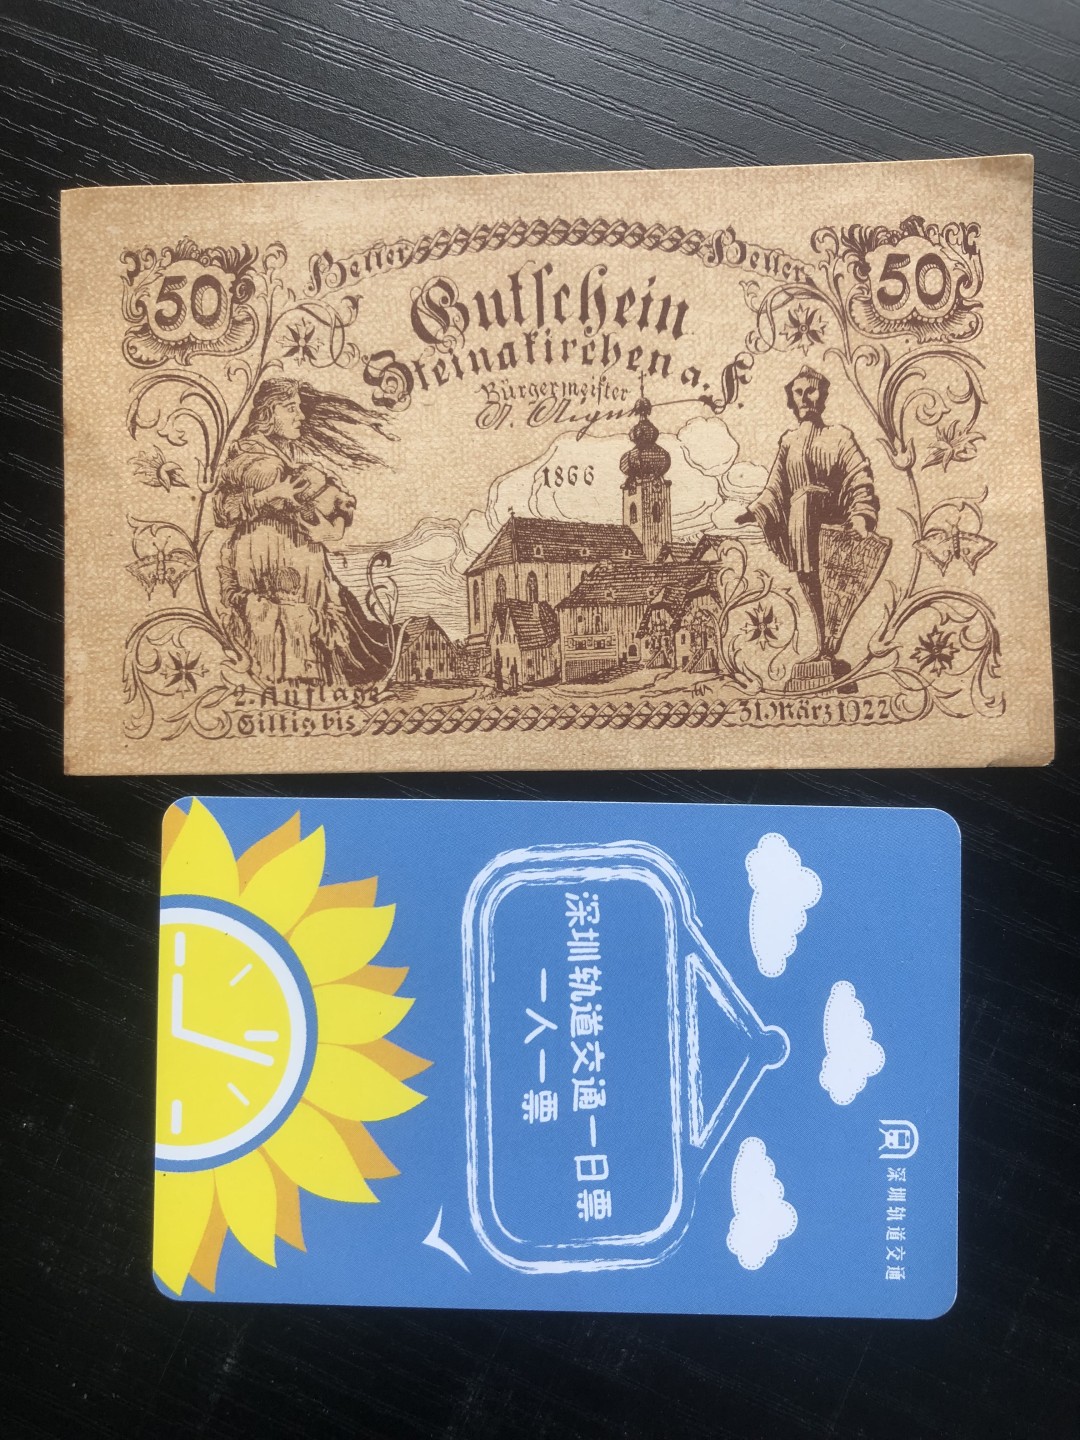 50
Heller
Heller
50
Gutschein
Steinakirchen a. F.
Bürgermeister
1866
2. Auflage
Giltig bis
31. März 1922
深圳轨道交通一日票
一人一票
深圳轨道交通